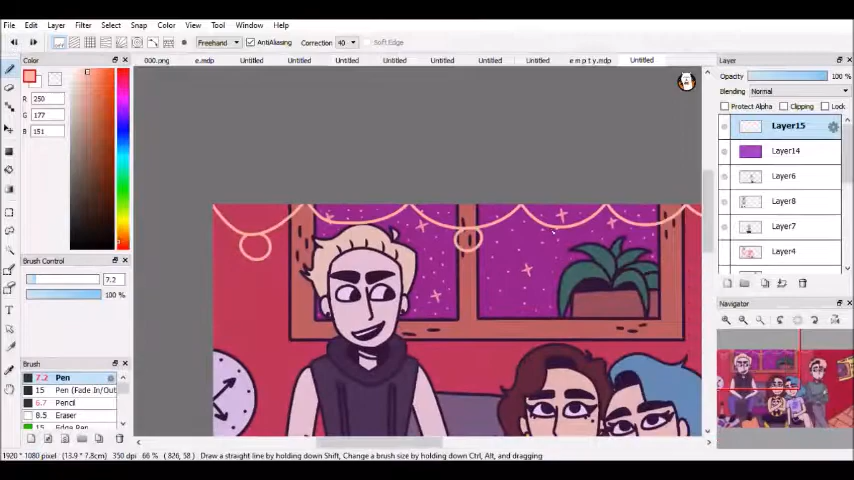 File Edit Layer Filter Select Snap Color View Tool Window Help
Freehand AntiAliasing Correction 40 Soft Edge
Color
000.png e.mdp Untitled Untitled Untitled Untitled Untitled Untitled Untitled e m p t y.mdp Untitled
R 250
G 177
B 151
Brush Control
7.2
100 %
Brush
7.2 Pen
15 Pen (Fade In/Out
6.7 Pencil
8.5 Eraser
15 Edge Pen
Layer
Opacity 100 %
Blending Normal
Protect Alpha Clipping Lock
Layer15
Layer14
Layer6
Layer8
Layer7
Layer4
Navigator
1920 * 1080 pixel (13.9 * 7.8cm) 350 dpi 66 % ( 826, 58 ) Draw a straight line by holding down Shift, Change a brush size by holding down Ctrl, Alt, and dragging